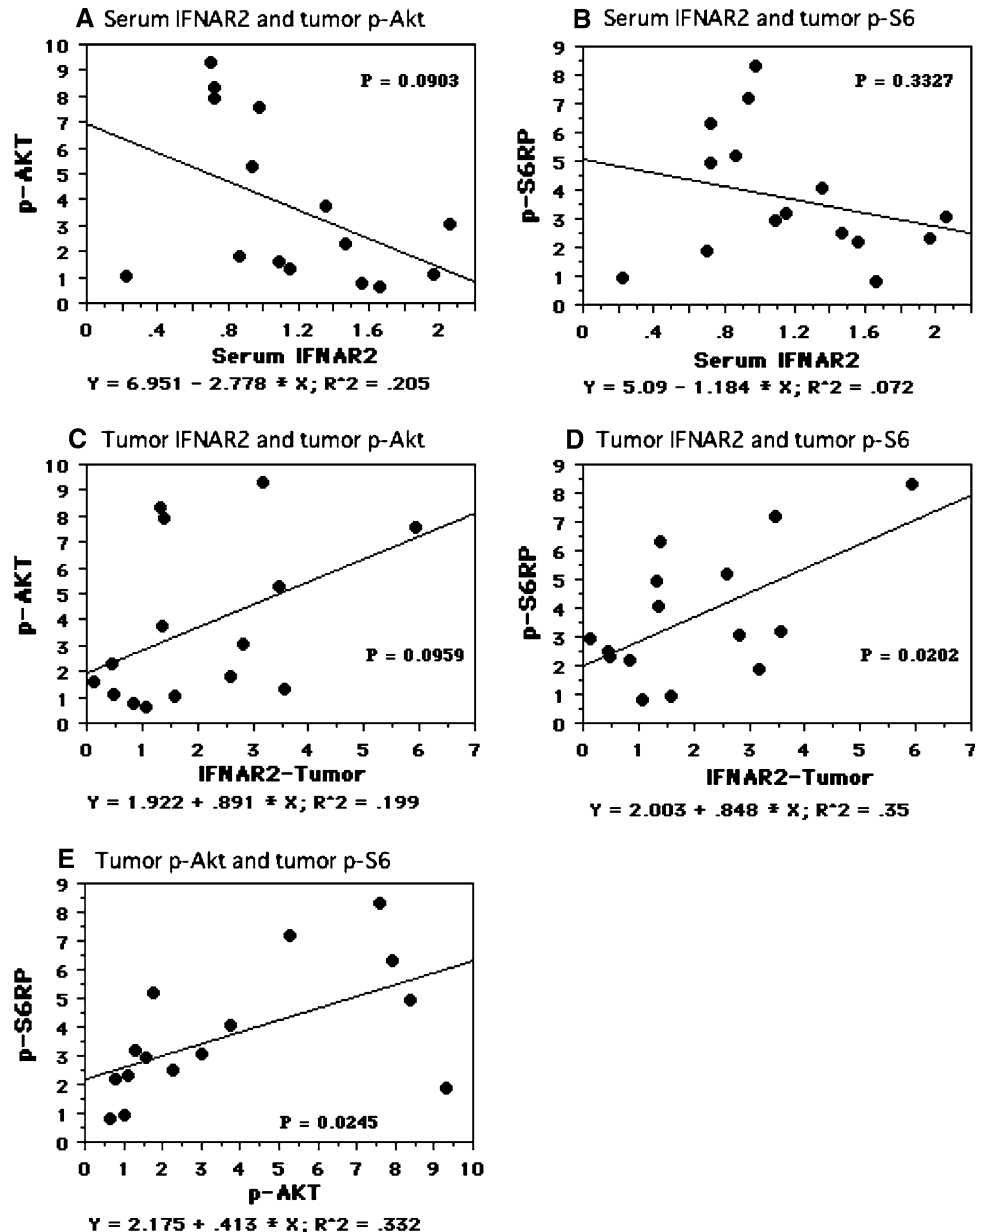 A Serum IFNAR2 and tumor p-Akt
10
9
8
7
6
5
4
3
2
1
0
p-AKT
P = 0.0903
0 .4 .8 1.2 1.6 2
Serum IFNAR2
Y = 6.951 - 2.778 * X; R^2 = .205
B Serum IFNAR2 and tumor p-S6
9
8
7
6
5
4
3
2
1
0
p-S6RP
P = 0.3327
0 .4 .8 1.2 1.6 2
Serum IFNAR2
Y = 5.09 - 1.184 * X; R^2 = .072
C Tumor IFNAR2 and tumor p-Akt
10
9
8
7
6
5
4
3
2
1
0
p-AKT
P = 0.0959
0 1 2 3 4 5 6 7
IFNAR2-Tumor
Y = 1.922 + .891 * X; R^2 = .199
D Tumor IFNAR2 and tumor p-S6
9
8
7
6
5
4
3
2
1
0
p-S6RP
P = 0.0202
0 1 2 3 4 5 6 7
IFNAR2-Tumor
Y = 2.003 + .848 * X; R^2 = .35
E Tumor p-Akt and tumor p-S6
9
8
7
6
5
4
3
2
1
0
p-S6RP
P = 0.0245
0 1 2 3 4 5 6 7 8 9 10
p-AKT
Y = 2.175 + .413 * X; R^2 = .332